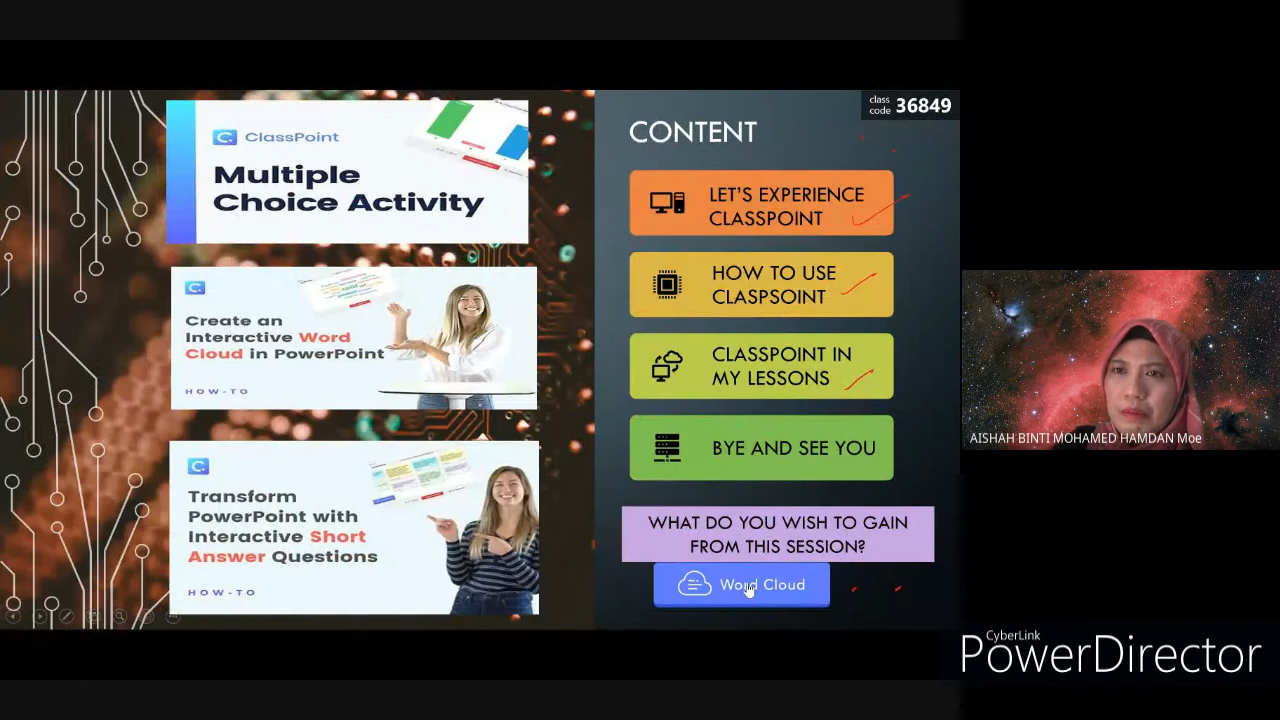 ClassPoint
Multiple
Choice Activity
Create an
Interactive Word
Cloud in PowerPoint
HOW-TO
Transform
PowerPoint with
Interactive Short
Answer Questions
HOW-TO
class
code 36849
CONTENT
LET'S EXPERIENCE
CLASSPOINT
HOW TO USE
CLASPSOINT
CLASSPOINT IN
MY LESSONS
BYE AND SEE YOU
WHAT DO YOU WISH TO GAIN
FROM THIS SESSION?
Word Cloud
AISHAH BINTI MOHAMED HAMDAN Moe
CyberLink
PowerDirector